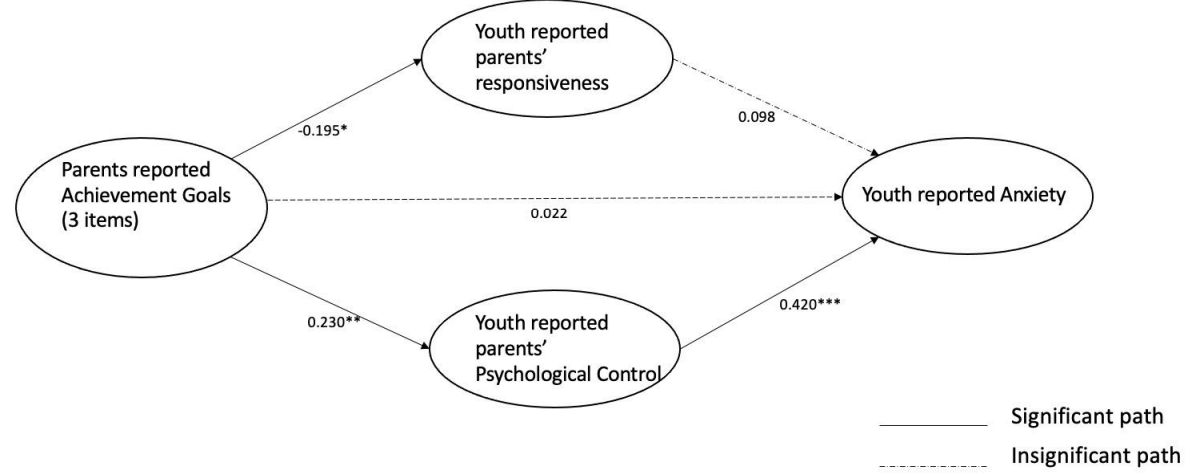 Youth reported
parents’
responsiveness
-0.195*
0.098
Parents reported
Achievement Goals
(3 items)
0.022
Youth reported Anxiety
0.230**
Youth reported
parents’
Psychological Control
0.420***
Significant path
Insignificant path